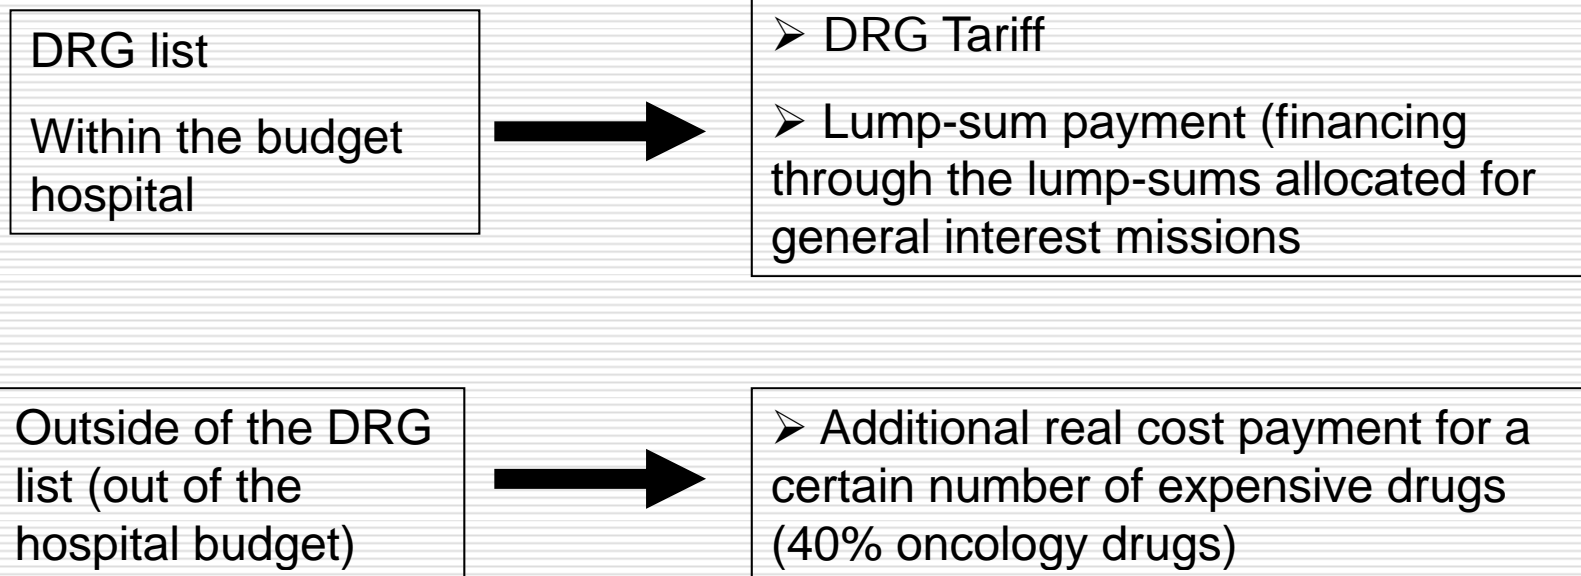 DRG list
Within the budget
hospital
➢ DRG Tariff
➢ Lump-sum payment (financing
through the lump-sums allocated for
general interest missions
Outside of the DRG
list (out of the
hospital budget)
➢ Additional real cost payment for a
certain number of expensive drugs
(40% oncology drugs)